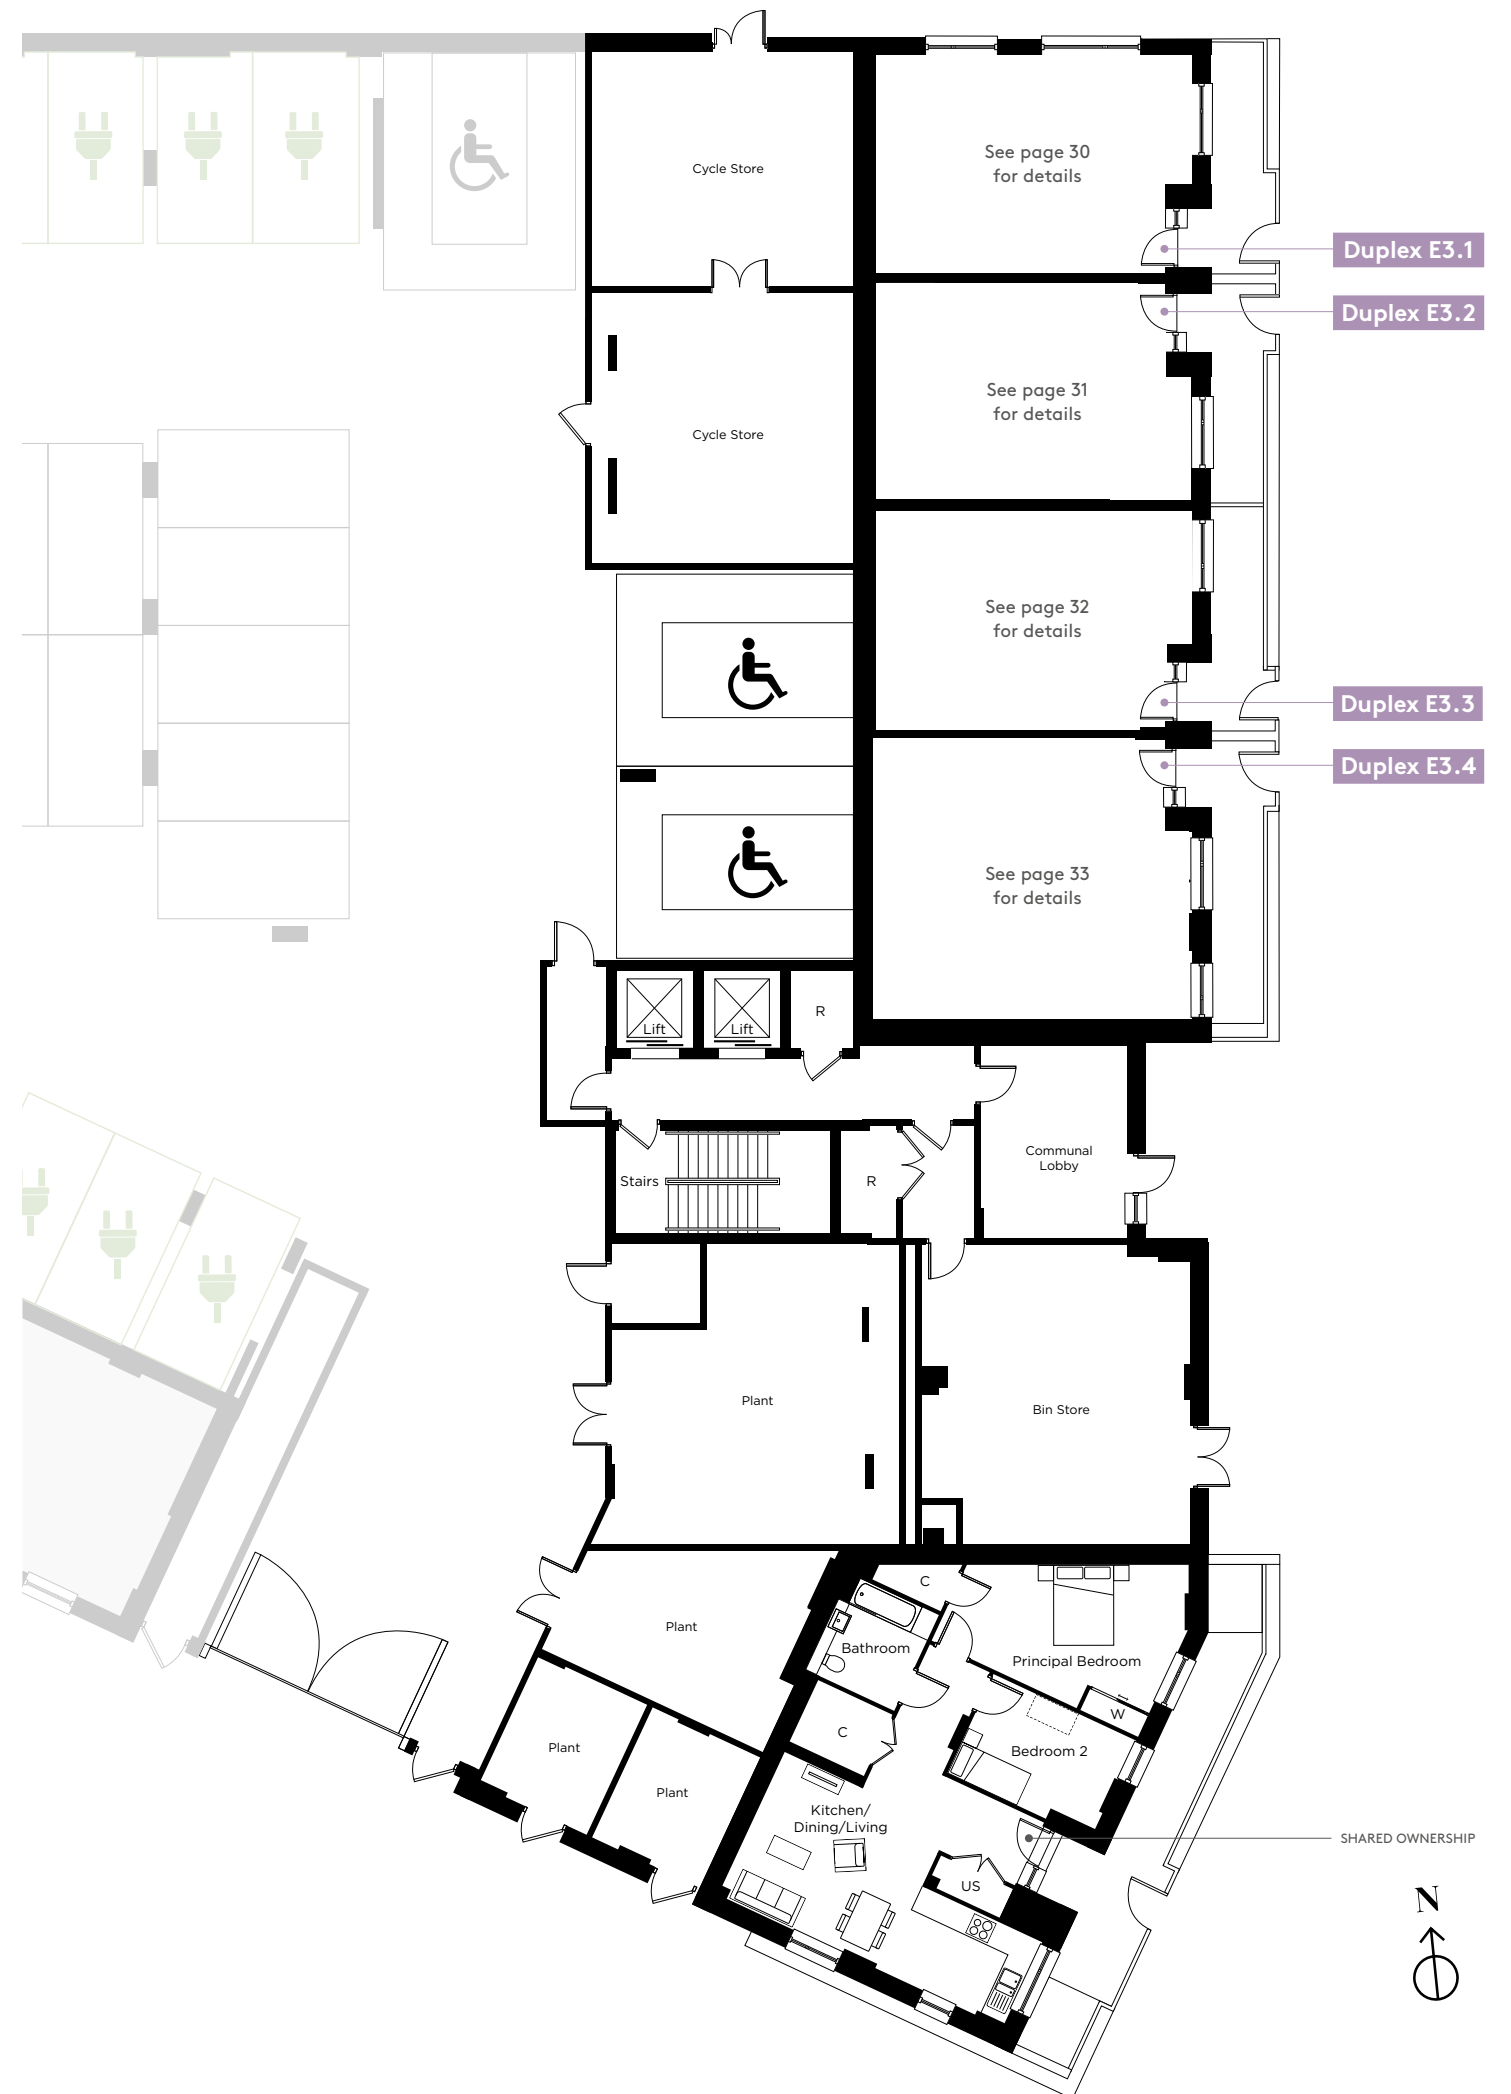 Cycle Store
See page 30
for details
Duplex E3.1
Duplex E3.2
See page 31
for details
Cycle Store
See page 32
for details
Duplex E3.3
Duplex E3.4
See page 33
for details
Lift
Lift
R
Communal
Lobby
Stairs
R
Plant
Bin Store
C
Plant
Bathroom
Principal Bedroom
W
C
Plant
Bedroom 2
Plant
Kitchen/
Dining/Living
SHARED OWNERSHIP
US
N